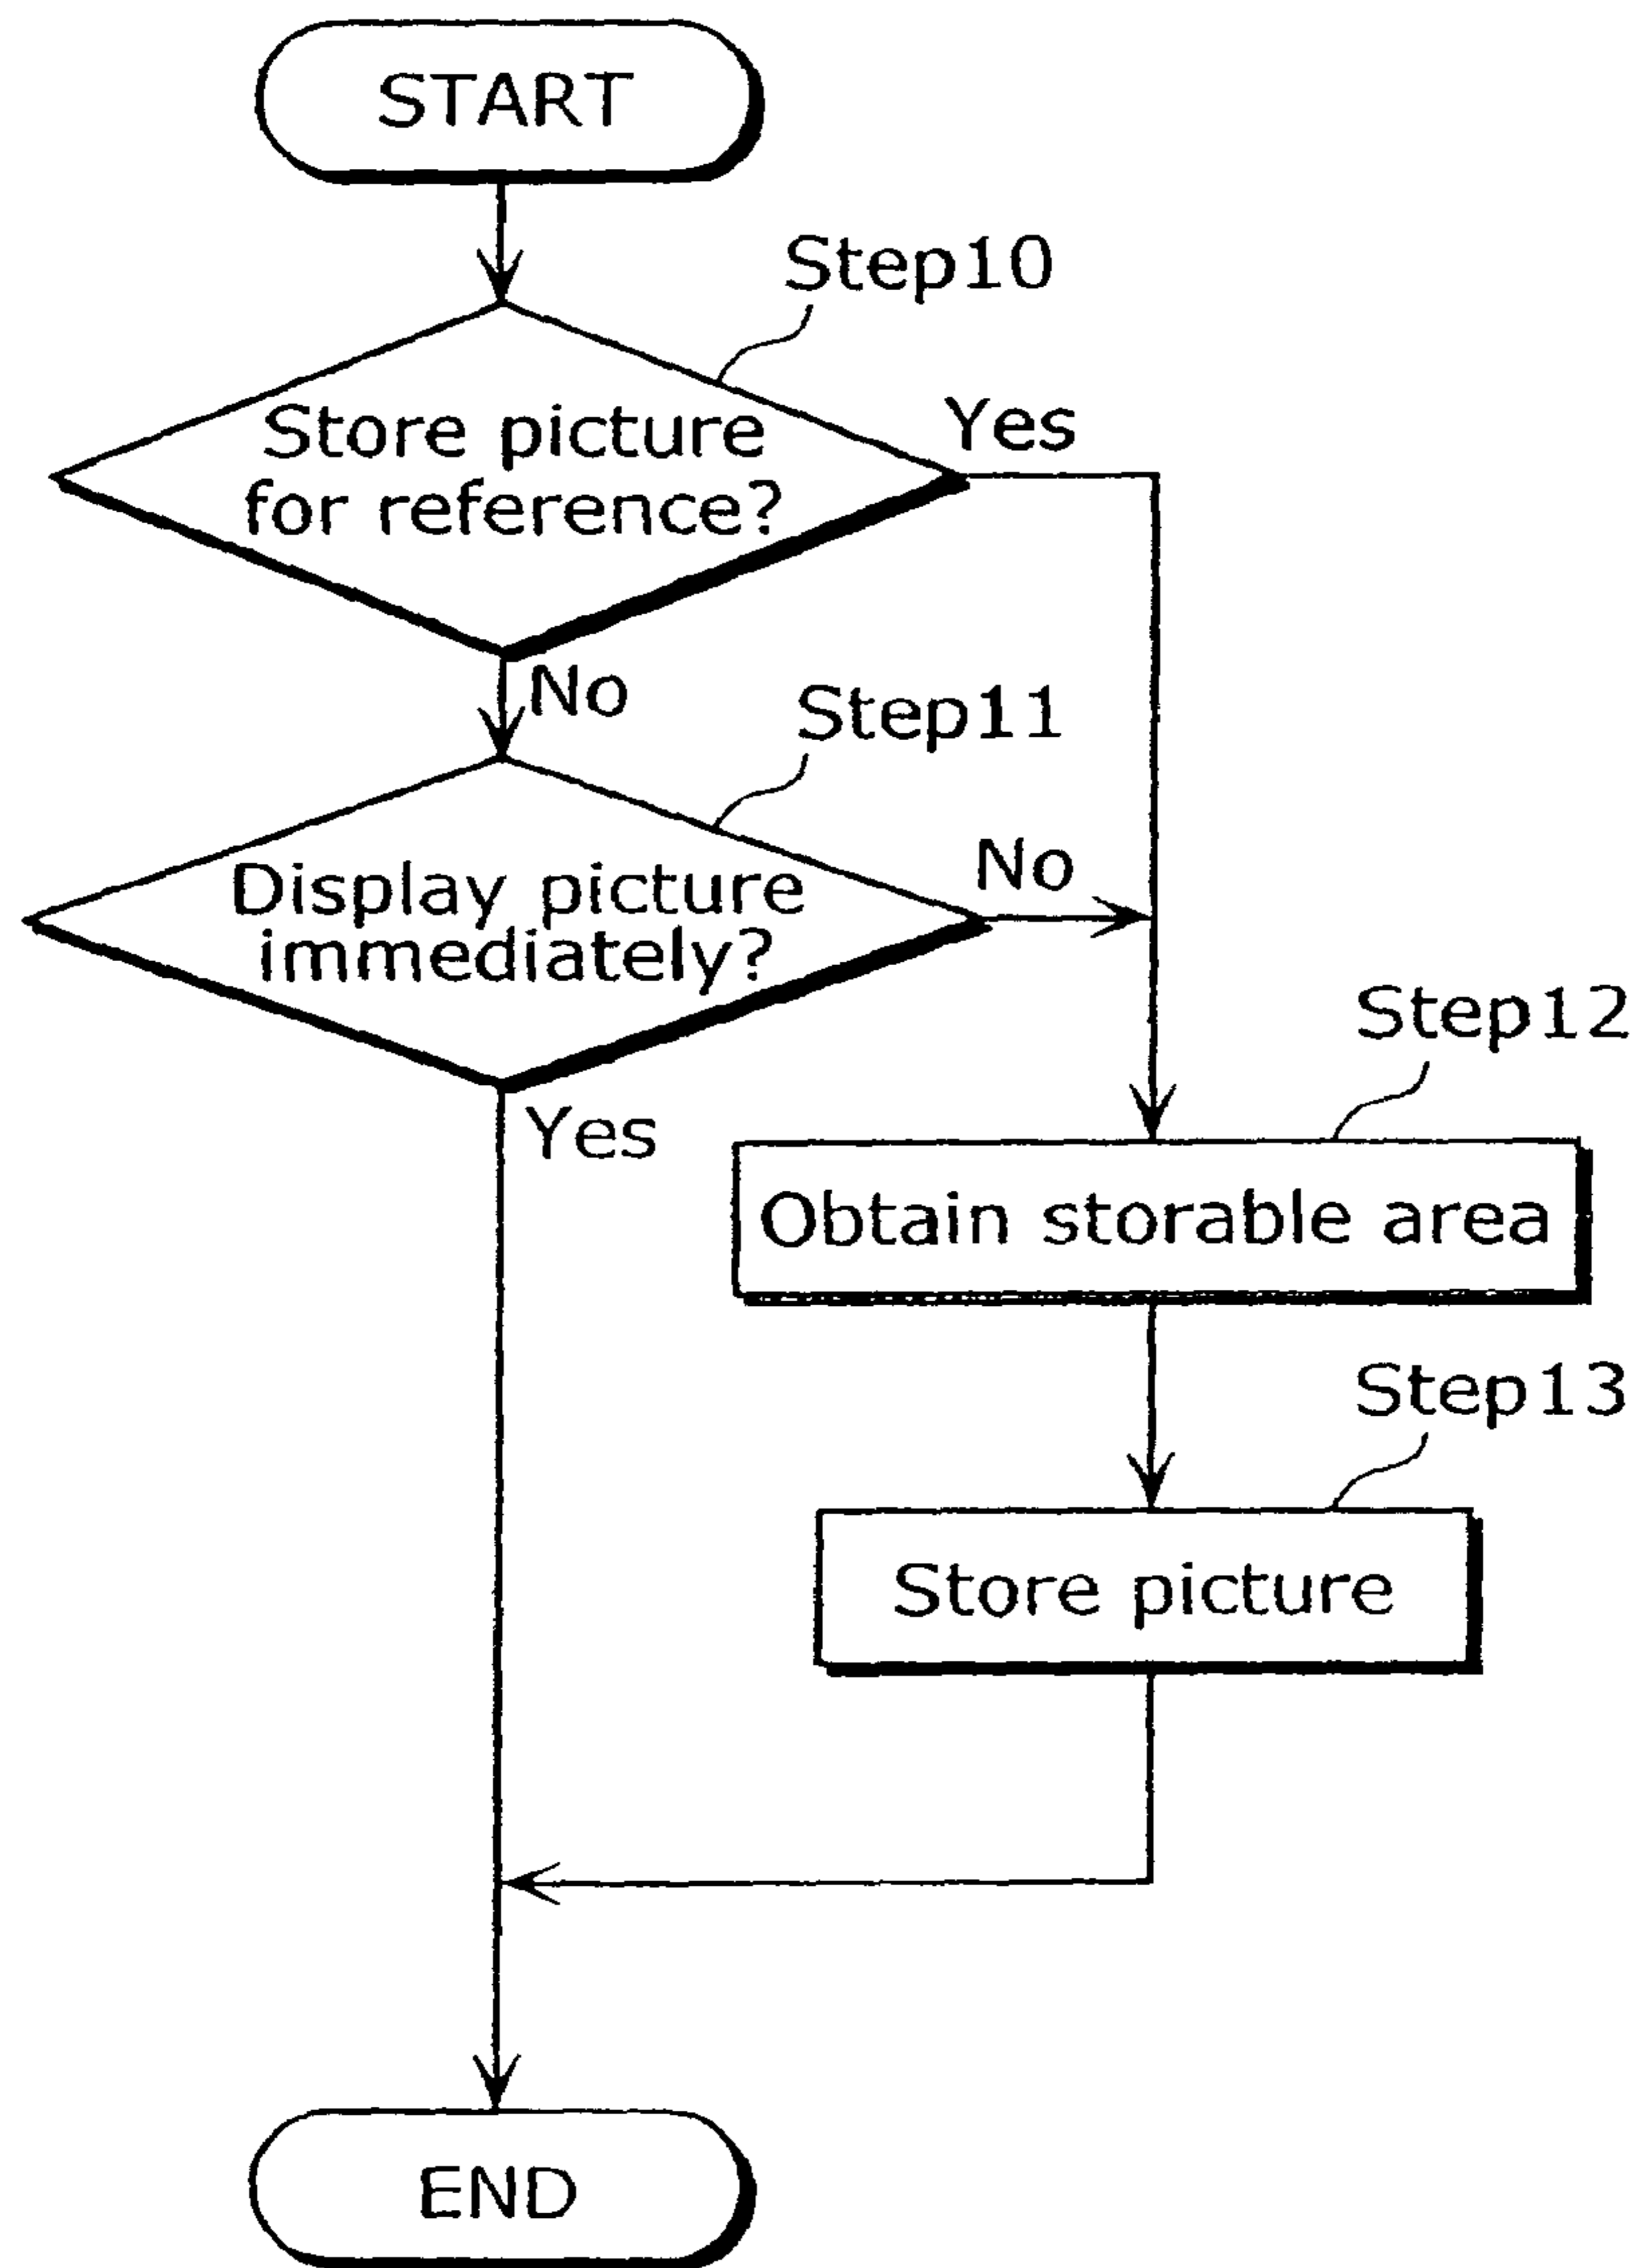 START
Step10
Store picture
for reference?
Yes
No
Step11
Display picture
immediately?
No
Yes
Step12
Obtain storable area
Step13
Store picture
END